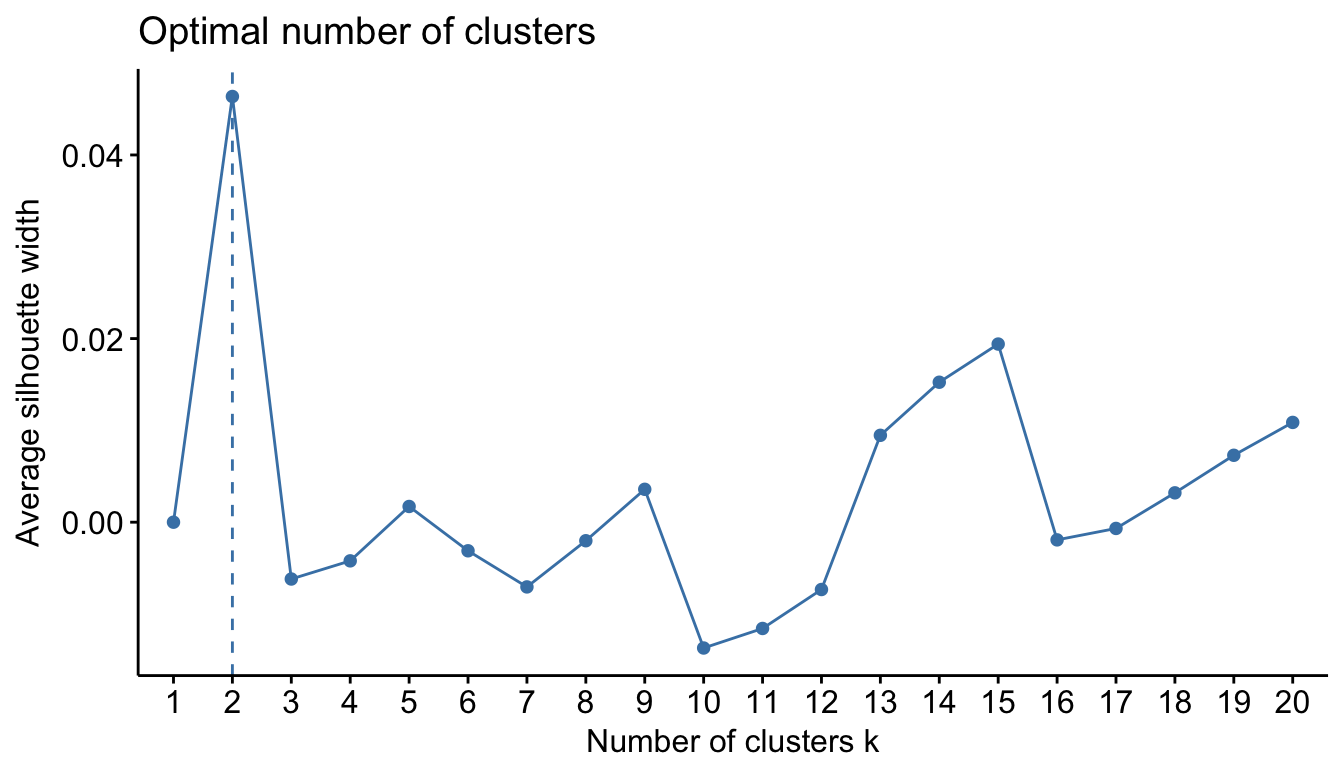 Optimal number of clusters
Average silhouette width
0.04
0.02
0.00
1 2 3 4 5 6 7 8 9 10 11 12 13 14 15 16 17 18 19 20
Number of clusters k